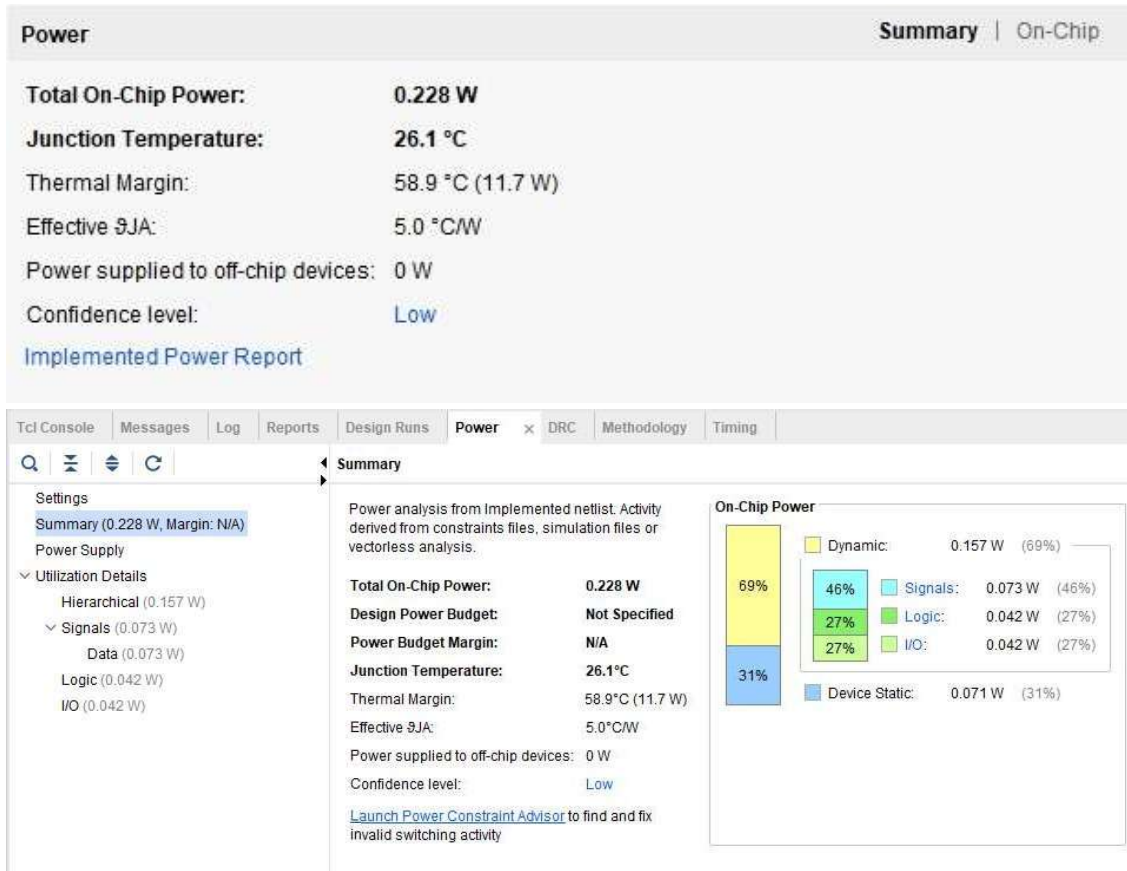 Power Summary | On-Chip
Total On-Chip Power: 0.228 W
Junction Temperature: 26.1 °C
Thermal Margin: 58.9 °C (11.7 W)
Effective ϑJA: 5.0 °C/W
Power supplied to off-chip devices: 0 W
Confidence level: Low
Implemented Power Report
Tcl Console Messages Log Reports Design Runs Power × DRC Methodology Timing
Summary
Settings
Summary (0.228 W, Margin: N/A)
Power Supply
Utilization Details
Hierarchical (0.157 W)
Signals (0.073 W)
Data (0.073 W)
Logic (0.042 W)
I/O (0.042 W)
Power analysis from Implemented netlist. Activity
derived from constraints files, simulation files or
vectorless analysis.
Total On-Chip Power: 0.228 W
Design Power Budget: Not Specified
Power Budget Margin: N/A
Junction Temperature: 26.1°C
Thermal Margin: 58.9°C (11.7 W)
Effective ϑJA: 5.0°C/W
Power supplied to off-chip devices: 0 W
Confidence level: Low
Launch Power Constraint Advisor to find and fix
invalid switching activity
On-Chip Power
69%
31%
Dynamic: 0.157 W (69%)
46% Signals: 0.073 W (46%)
27% Logic: 0.042 W (27%)
27% I/O: 0.042 W (27%)
Device Static: 0.071 W (31%)